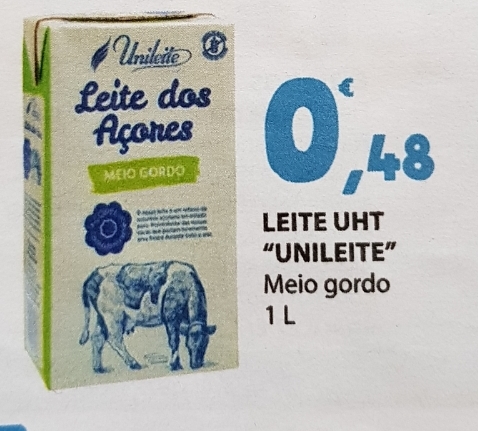 Unileite
Leite dos
Açores
MEIO GORDO
0,48 €
LEITE UHT
"UNILEITE"
Meio gordo
1 L